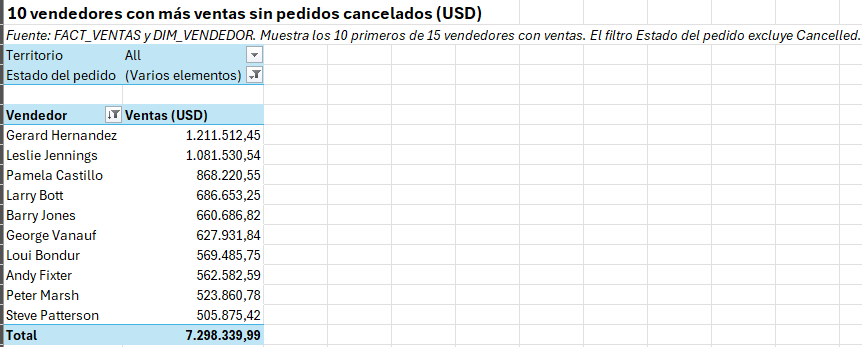 10 vendedores con más ventas sin pedidos cancelados (USD)
Fuente: FACT_VENTAS y DIM_VENDEDOR. Muestra los 10 primeros de 15 vendedores con ventas. El filtro Estado del pedido excluye Cancelled.
Territorio All
Estado del pedido (Varios elementos)
Vendedor Ventas (USD)
Gerard Hernandez 1.211.512,45
Leslie Jennings 1.081.530,54
Pamela Castillo 868.220,55
Larry Bott 686.653,25
Barry Jones 660.686,82
George Vanauf 627.931,84
Loui Bondur 569.485,75
Andy Fixter 562.582,59
Peter Marsh 523.860,78
Steve Patterson 505.875,42
Total 7.298.339,99